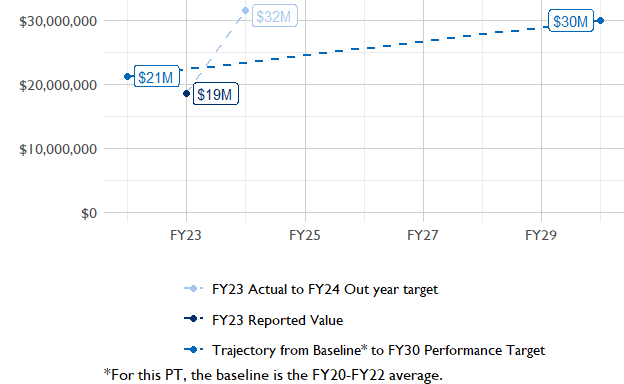 $30,000,000
$32M
$30M
$21M
$20,000,000
$19M
$10,000,000
$0
FY23 FY25 FY27 FY29
FY23 Actual to FY24 Out year target
FY23 Reported Value
Trajectory from Baseline* to FY30 Performance Target
*For this PT, the baseline is the FY20-FY22 average.